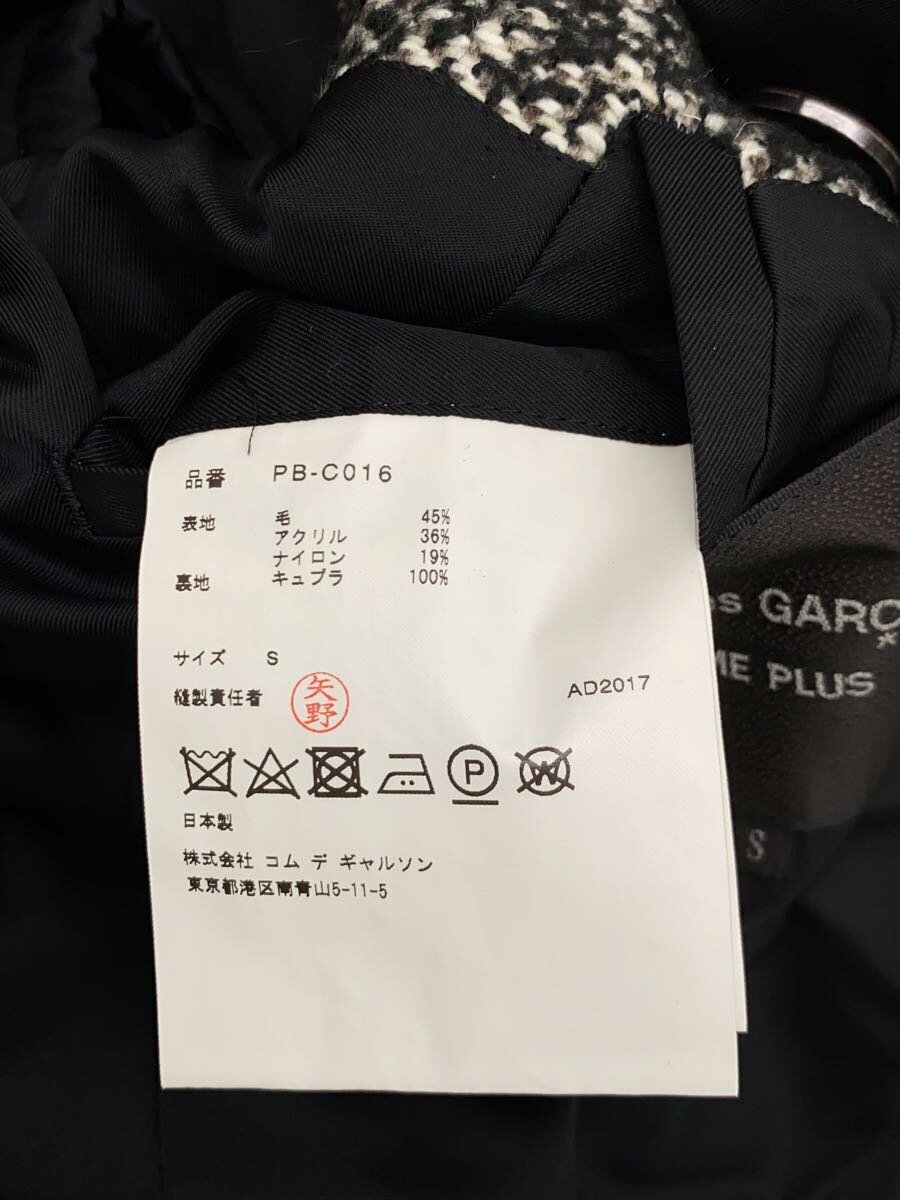 品番 PB-C016
表地 毛 45%
アクリル 36%
ナイロン 19%
裏地 キュプラ 100%
サイズ S
縫製責任者 矢野 AD2017
P W
日本製
株式会社 コム デ ギャルソン
東京都港区南青山5-11-5
GARÇ
PLUS
S